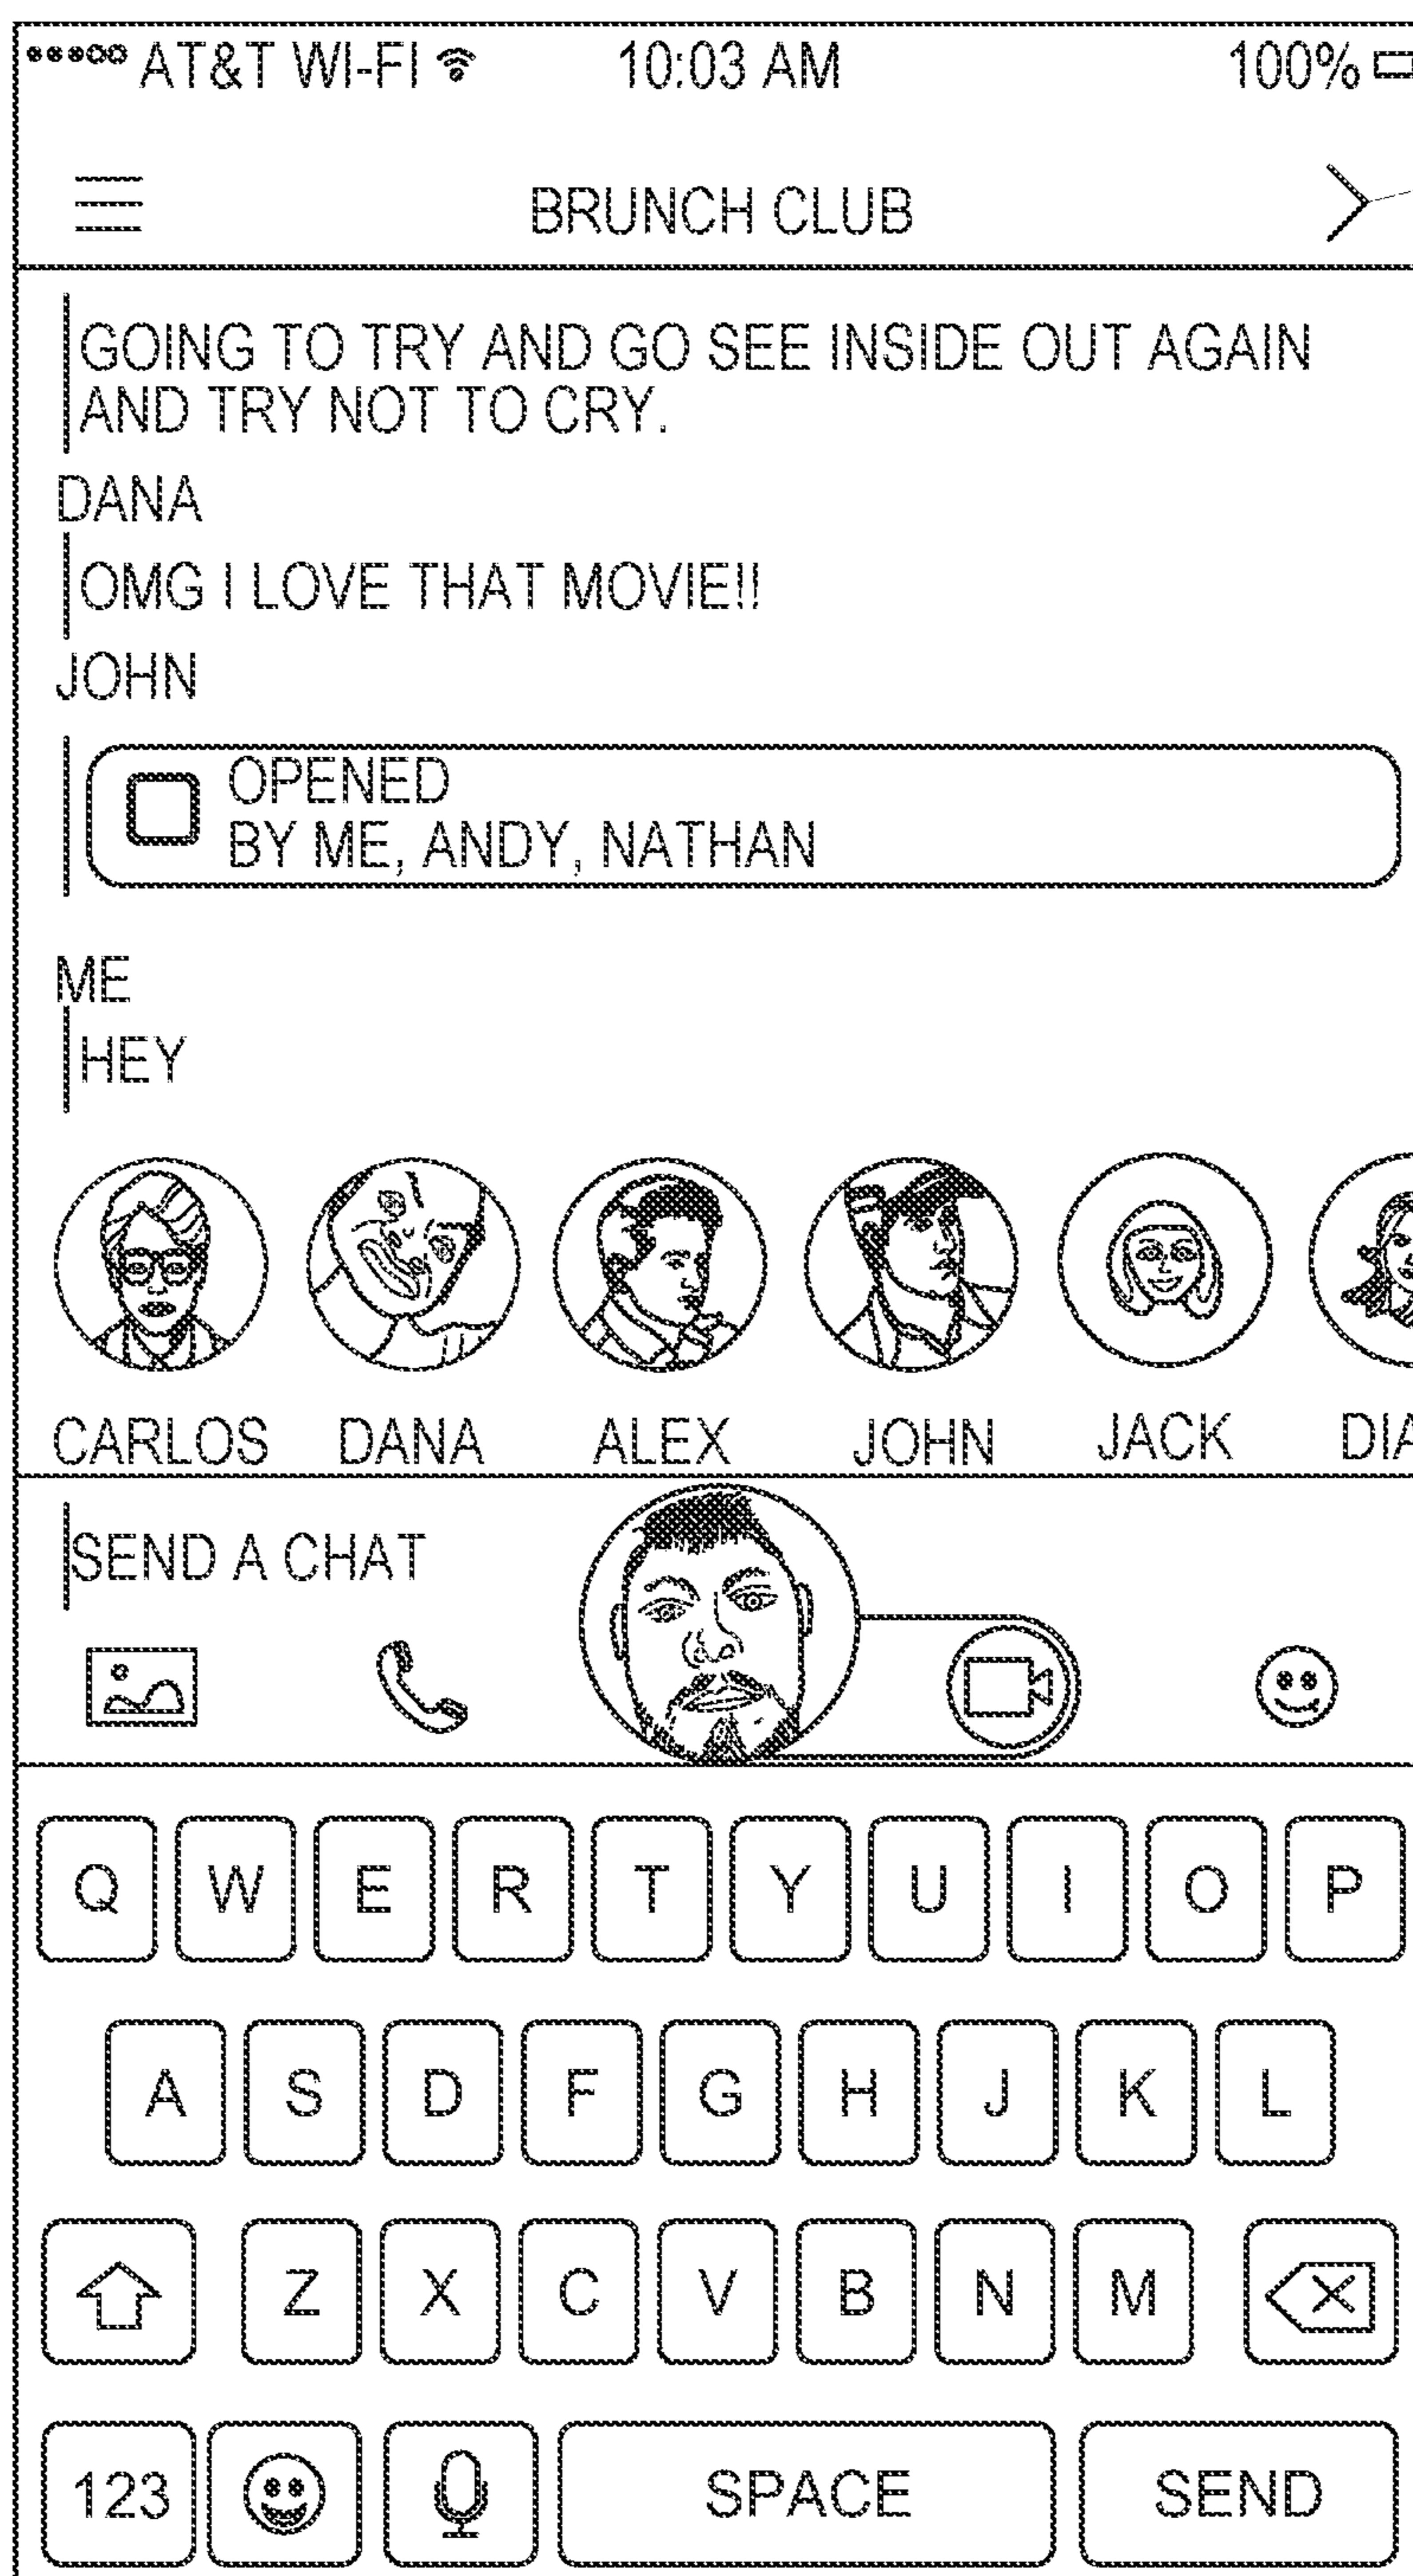 AT&T WI-FI 10:03 AM 100%
BRUNCH CLUB
GOING TO TRY AND GO SEE INSIDE OUT AGAIN
AND TRY NOT TO CRY.
DANA
OMG I LOVE THAT MOVIE!!
JOHN
OPENED
BY ME, ANDY, NATHAN
ME
HEY
CARLOS DANA ALEX JOHN JACK
SEND A CHAT
Q W E R T Y U I O P
A S D F G H J K L
Z X C V B N M
123 SPACE SEND